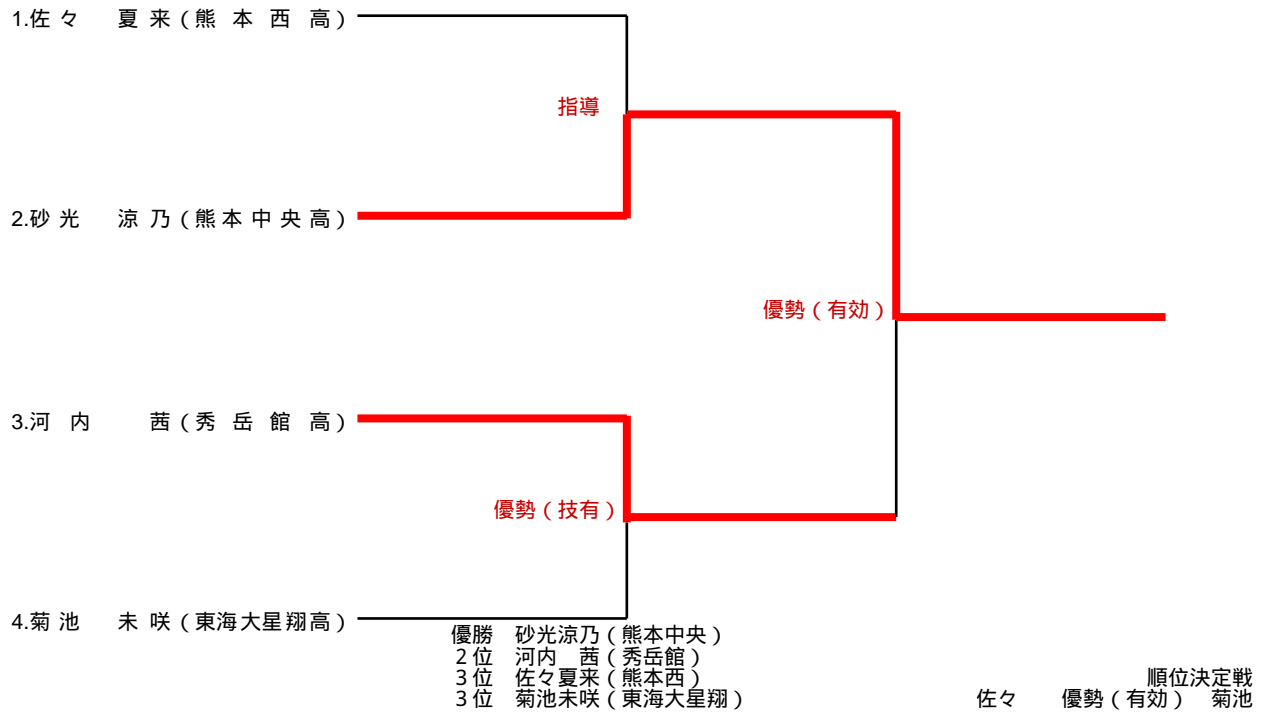 1.佐々　夏来(熊本西高)
指導
2.砂光　涼乃(熊本中央高)
優勢(有効)
3.河内　茜(秀岳館高)
優勢(技有)
4.菊池　未咲(東海大星翔高)
優勝　砂光涼乃(熊本中央)
2位　河内　茜(秀岳館)
3位　佐々夏来(熊本西)
3位　菊池未咲(東海大星翔)
順位決定戦
佐々　優勢(有効)　菊池